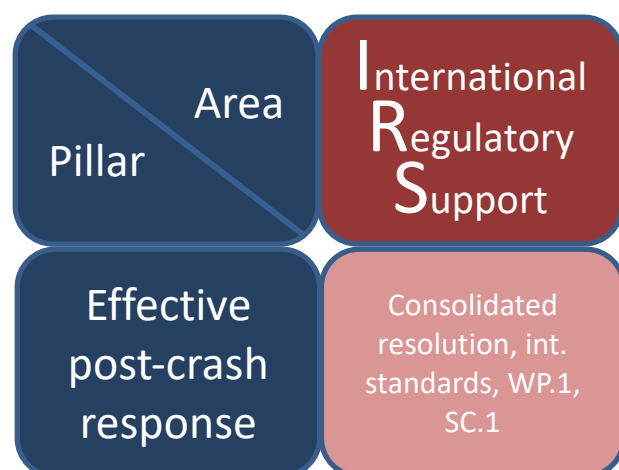 Area
Pillar
International
Regulatory
Support
Effective
post-crash
response
Consolidated
resolution, int.
standards, WP.1,
SC.1